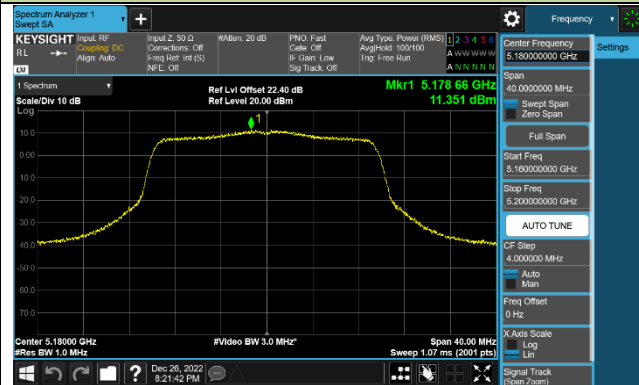 Spectrum Analyzer 1
Swept SA
Frequency
KEYSIGHT
RL
Input: RF
Coupling: DC
Align: Auto
Input Z: 50 Ω
Corrections: Off
Freq Ref: Int (S)
NFE: Off
#Atten: 20 dB
PNO: Fast
Gate: Off
IF Gain: Low
Sig Track: Off
Avg Type: Power (RMS)
Avg|Hold: 100/100
Trig: Free Run
1 2 3 4 5 6
A W W W W W
A N N N N N
1 Spectrum
Scale/Div 10 dB
Log
Ref Lvl Offset 22.40 dB
Ref Level 20.00 dBm
Mkr1 5.178 66 GHz
11.351 dBm
1
10.0
0.00
-10.0
-20.0
-30.0
-40.0
-50.0
-60.0
-70.0
Center 5.18000 GHz
#Res BW 1.0 MHz
#Video BW 3.0 MHz*
Span 40.00 MHz
Sweep 1.07 ms (2001 pts)
Dec 26, 2022
8:21:42 PM
Settings
Center Frequency
5.180000000 GHz
Span
40.0000000 MHz
Swept Span
Zero Span
Full Span
Start Freq
5.160000000 GHz
Stop Freq
5.200000000 GHz
AUTO TUNE
CF Step
4.000000 MHz
Auto
Man
Freq Offset
0 Hz
X Axis Scale
Log
Lin
Signal Track
(Span Zoom)